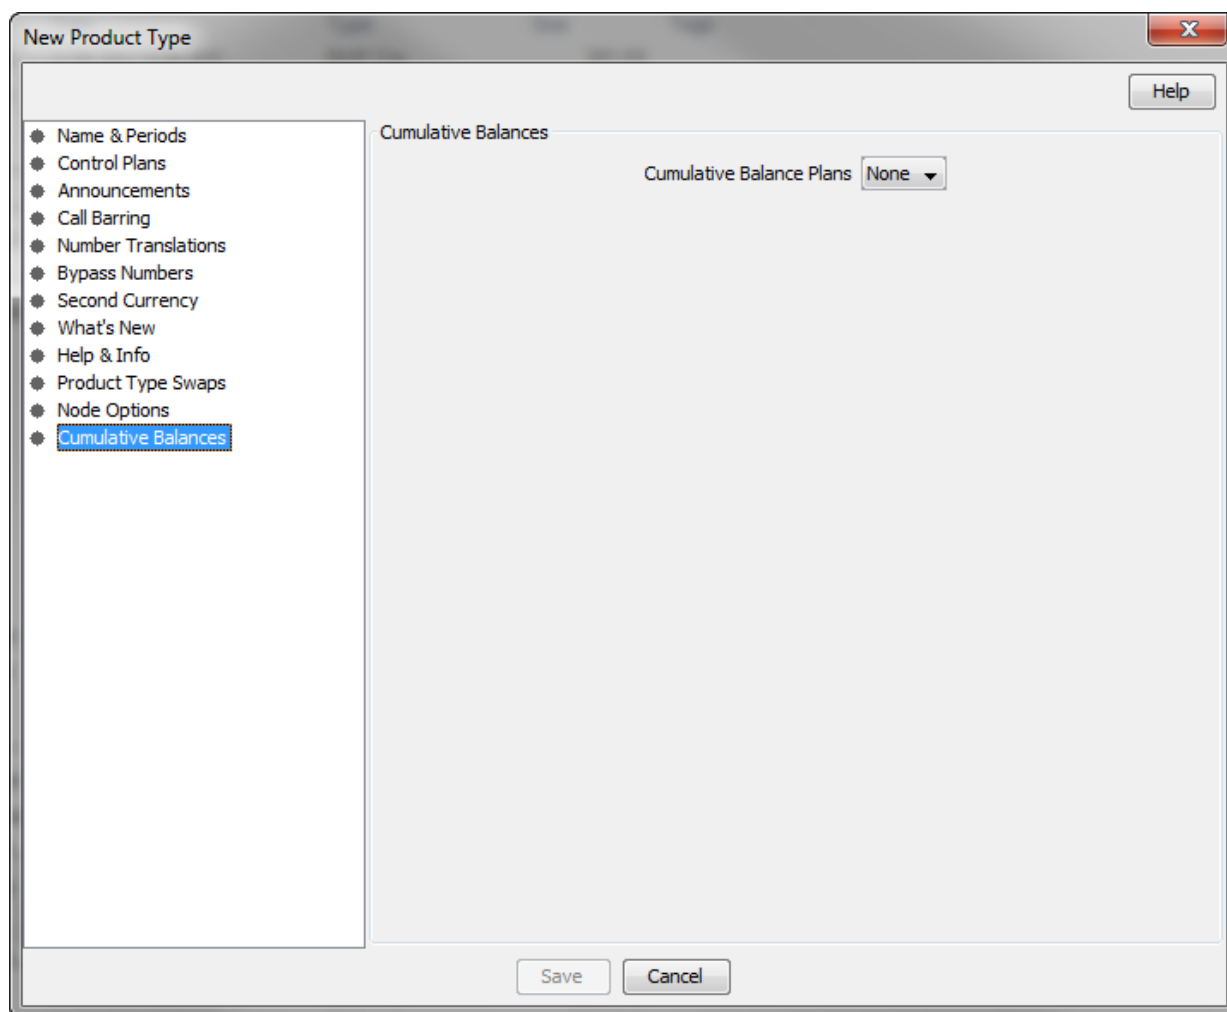 New Product Type
Help
Name & Periods
Control Plans
Announcements
Call Barring
Number Translations
Bypass Numbers
Second Currency
What's New
Help & Info
Product Type Swaps
Node Options
Cumulative Balances
Cumulative Balances
Cumulative Balance Plans None
Save Cancel